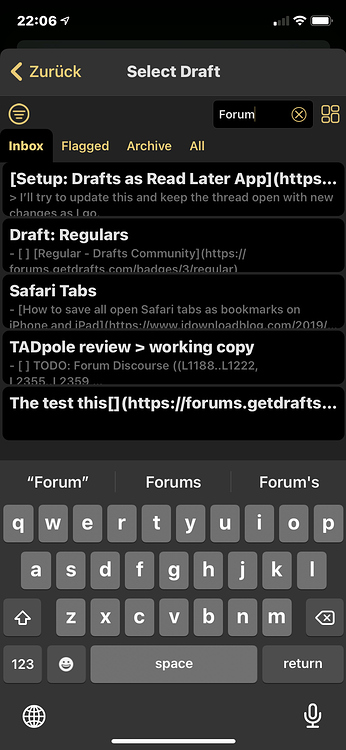 22:06
Zurück
Select Draft
Forum
Inbox
Flagged
Archive
All
[Setup: Drafts as Read Later App](https...
> I'll try to update this and keep the thread open with new
changes as I go.
Draft: Regulars
- [ ] [Regular - Drafts Community](https://
forums.getdrafts.com/badges/3/regular)
Safari Tabs
- [How to save all open Safari tabs as bookmarks on
iPhone and iPad](https://www.idownloadblog.com/2019/
TADpole review > working copy
- [ ] TODO: Forum Discourse ((L1188..L1222,
L2355, L2359
The test this[](https://forums.getdrafts...
“Forum”
Forums
Forum's
q w e r t y u i o p
a s d f g h j k l
z x c v b n m
123
space
return